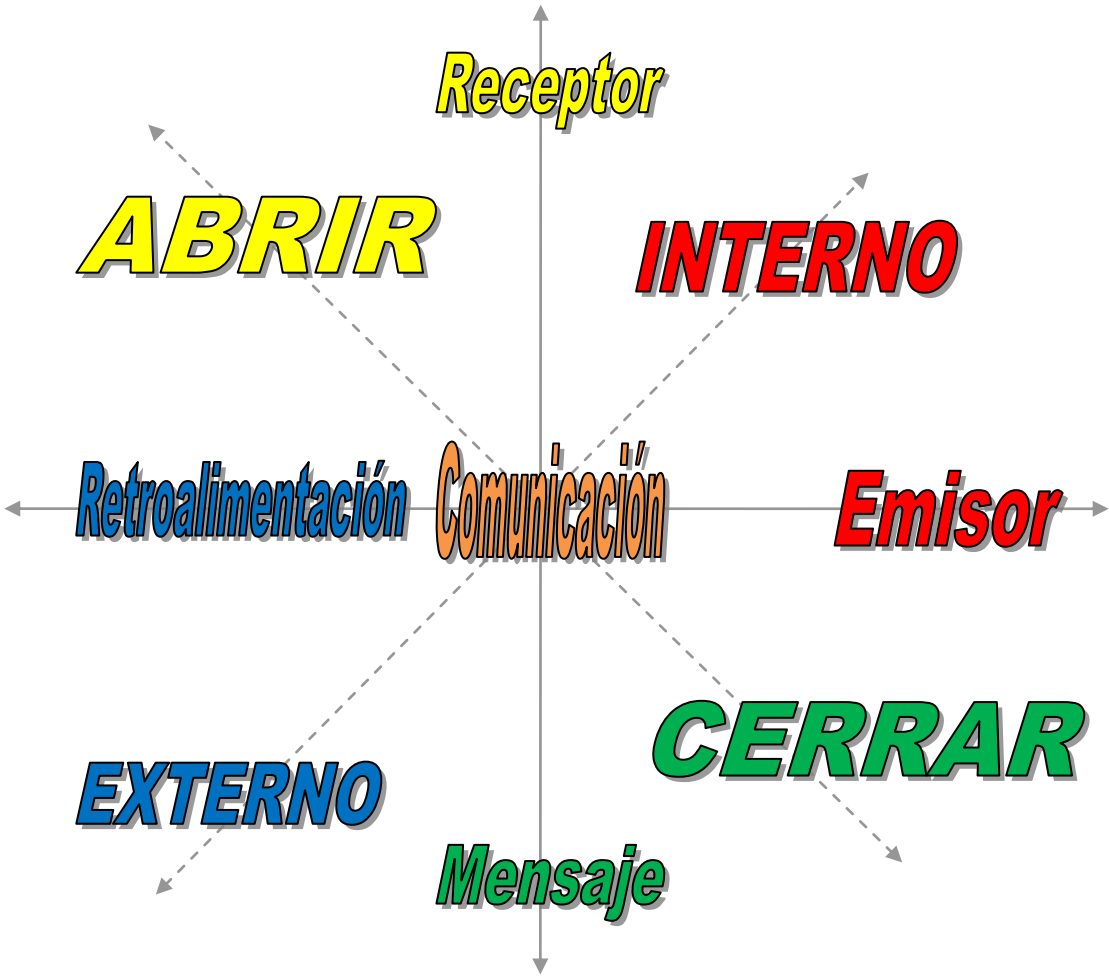 Receptor
ABRIR
INTERNO
Retroalimentación
Comunicación
Emisor
CERRAR
EXTERNO
Mensaje